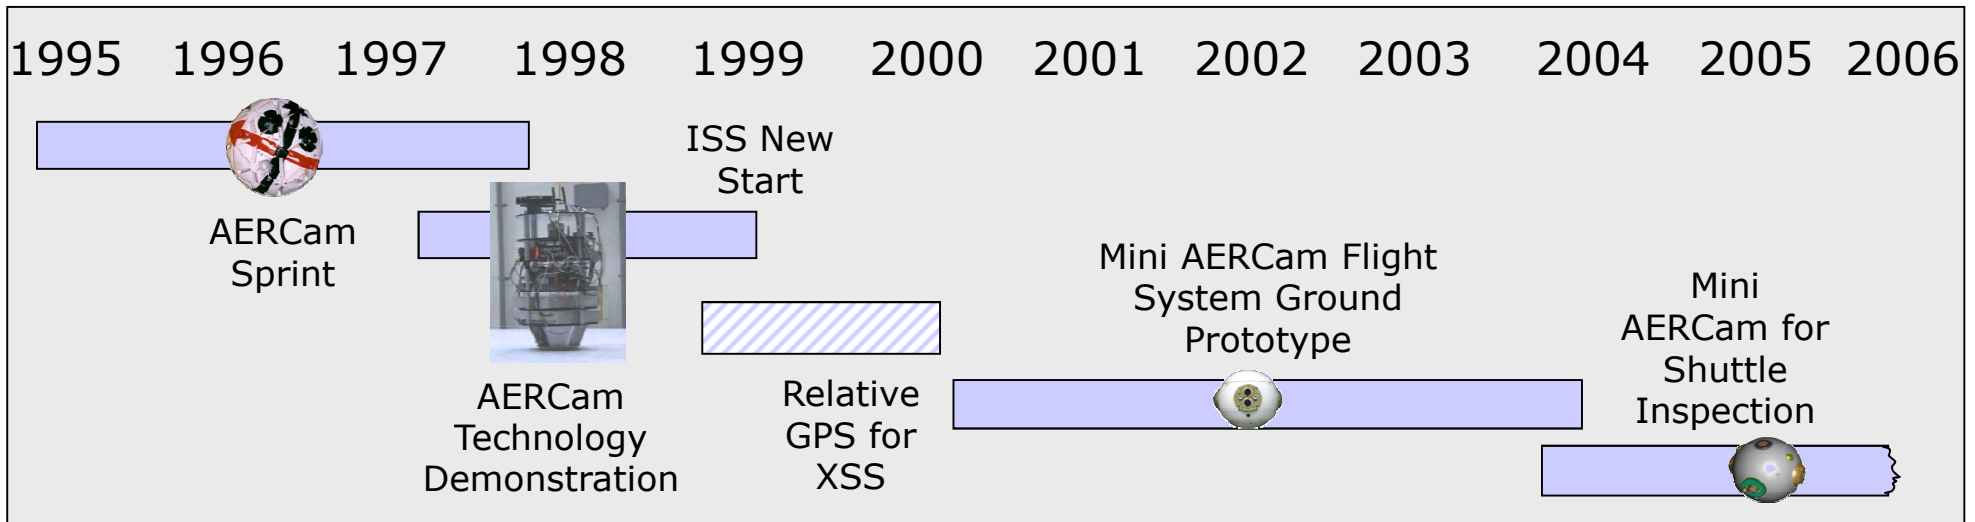 1995 1996 1997 1998 1999 2000 2001 2002 2003 2004 2005 2006
ISS New
Start
AERCam
Sprint
AERCam
Technology
Demonstration
Relative
GPS for
XSS
Mini AERCam Flight
System Ground
Prototype
Mini
AERCam for
Shuttle
Inspection